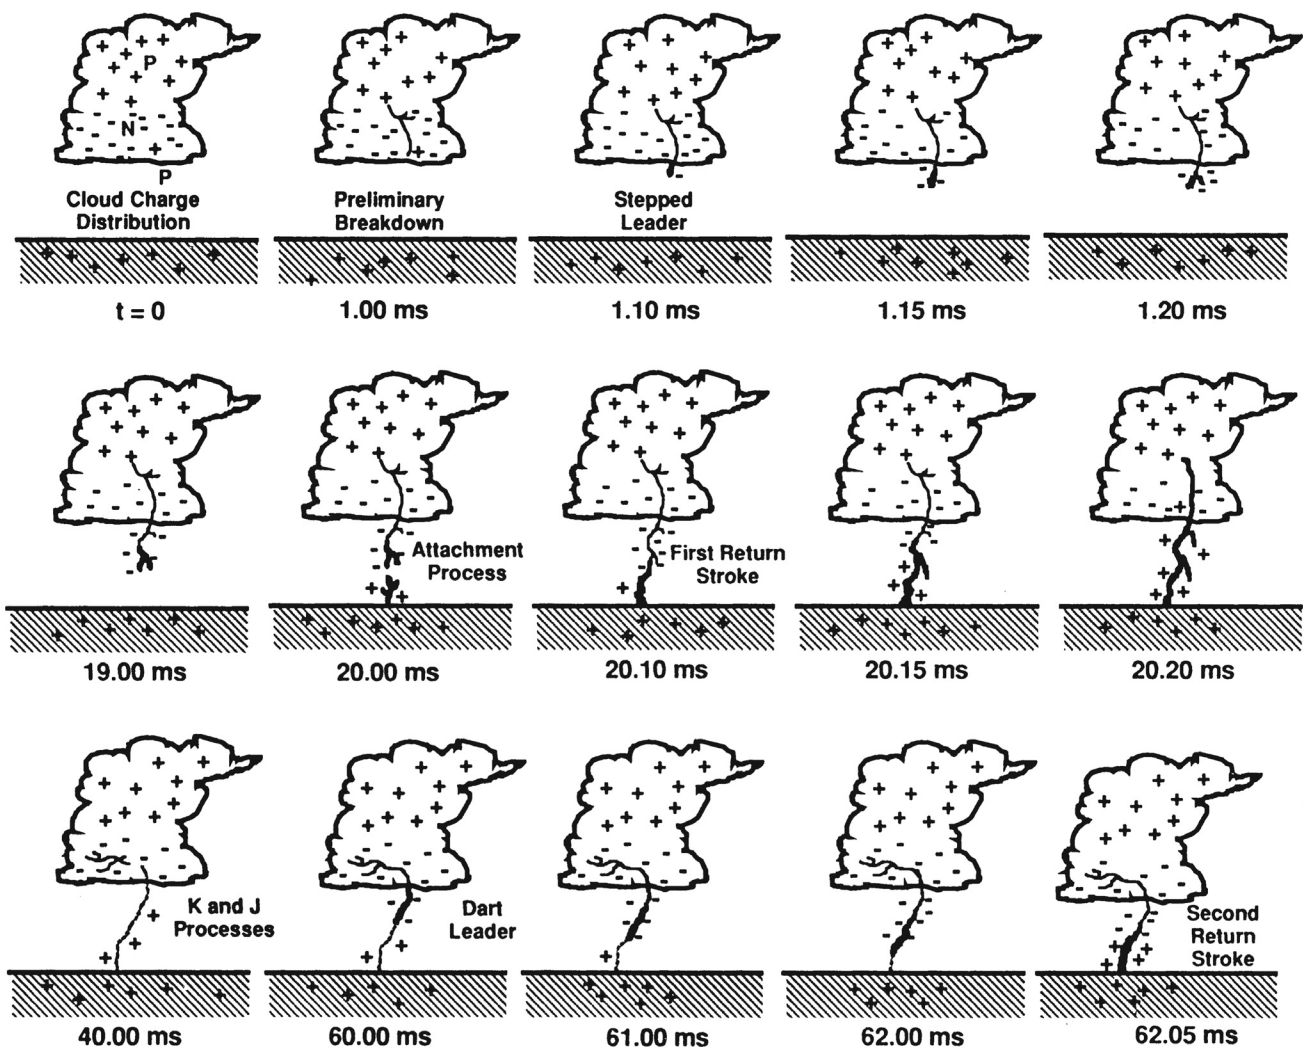 P
N
P
Cloud Charge
Distribution
Preliminary
Breakdown
Stepped
Leader
t = 0
1.00 ms
1.10 ms
1.15 ms
1.20 ms
Attachment
Process
First Return
Stroke
19.00 ms
20.00 ms
20.10 ms
20.15 ms
20.20 ms
K and J
Processes
Dart
Leader
Second
Return
Stroke
40.00 ms
60.00 ms
61.00 ms
62.00 ms
62.05 ms